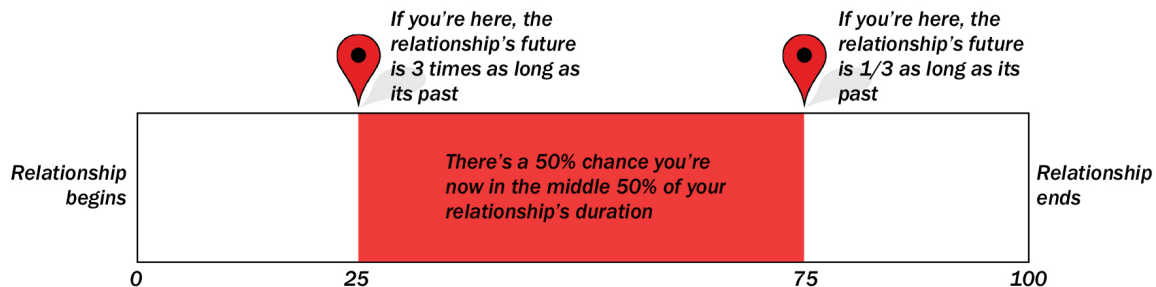 If you're here, the
relationship's future
is 3 times as long as
its past
If you're here, the
relationship's future
is 1/3 as long as its
past
Relationship
begins
There's a 50% chance you're
now in the middle 50% of your
relationship's duration
Relationship
ends
0
25
75
100